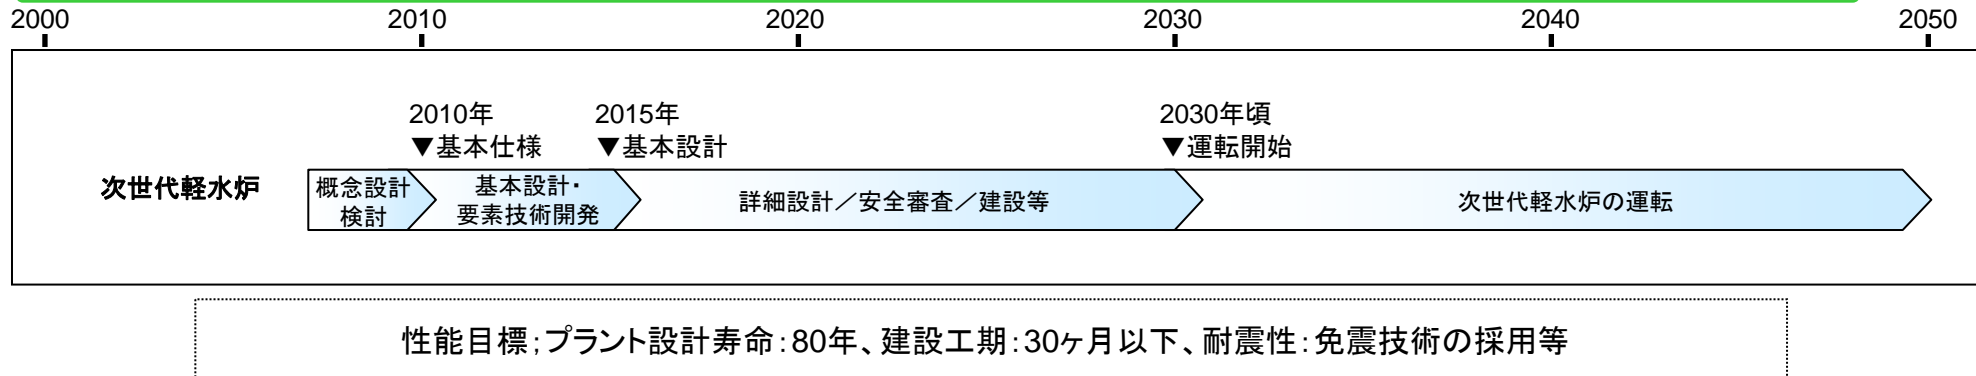 2000 2010 2020 2030 2040 2050
2010年 2015年 2030年頃
▼基本仕様 ▼基本設計 ▼運転開始
次世代軽水炉
概念設計
検討
基本設計・
要素技術開発
詳細設計／安全審査／建設等
次世代軽水炉の運転
性能目標；プラント設計寿命：80年、建設工期：30ヶ月以下、耐震性：免震技術の採用等